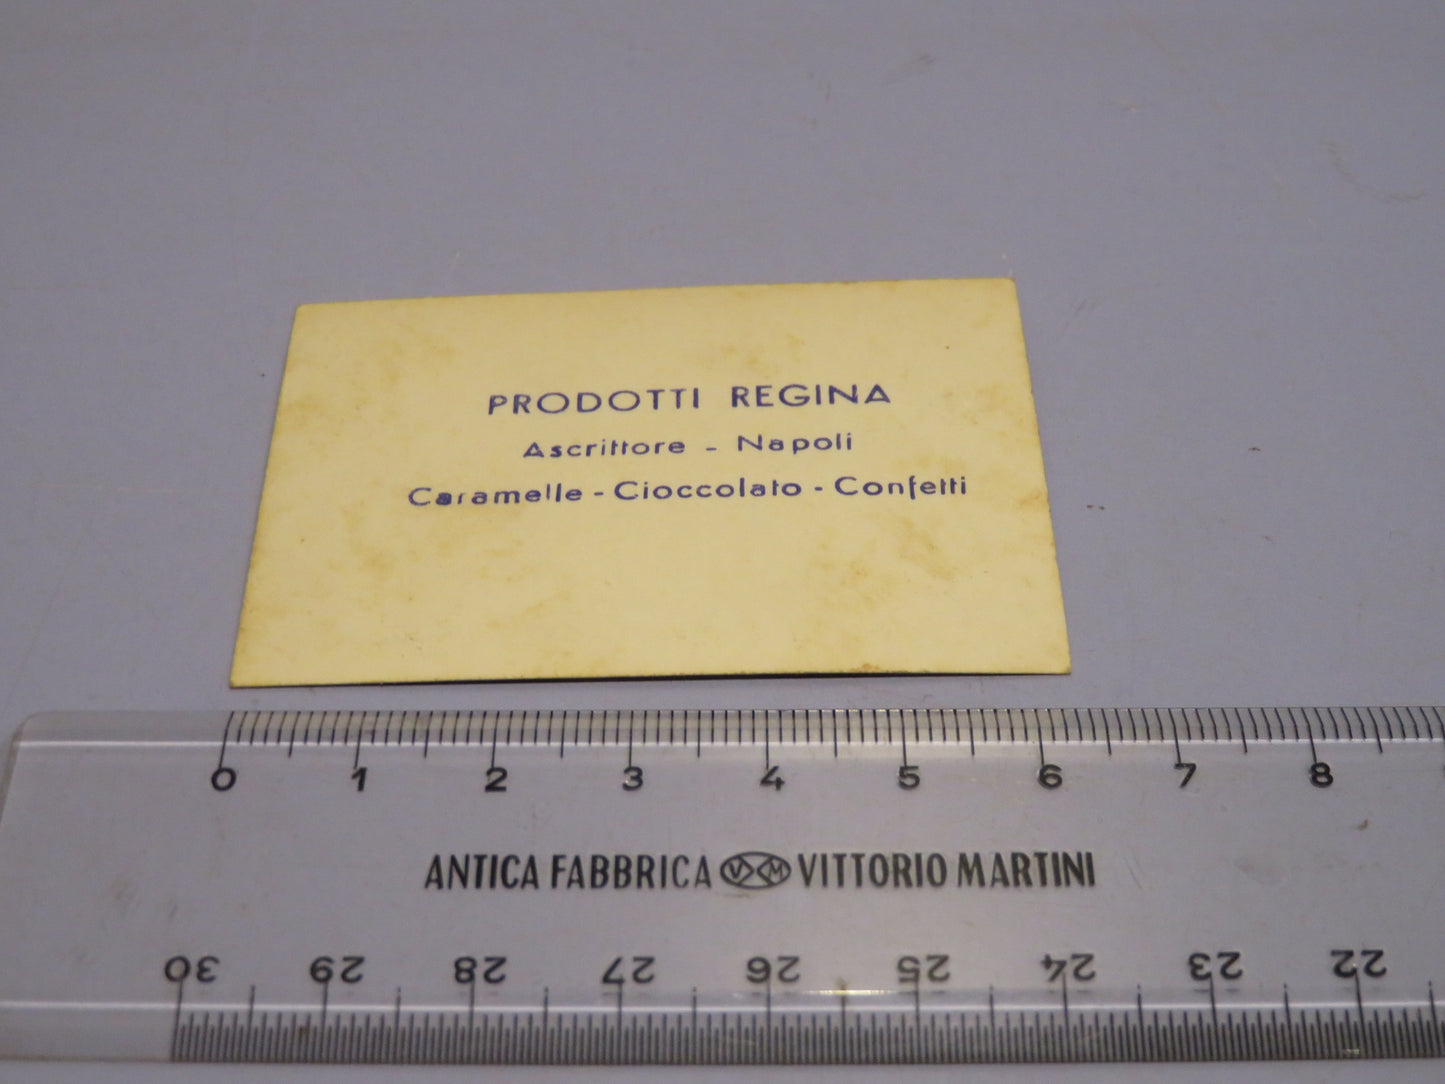 PRODOTTI REGINA
Ascrittore - Napoli
Caramelle - Cioccolato - Confetti
0 1 2 3 4 5 6 7 8
ANTICA FABBRICA VM VITTORIO MARTINI
30 29 28 27 26 25 24 23 22